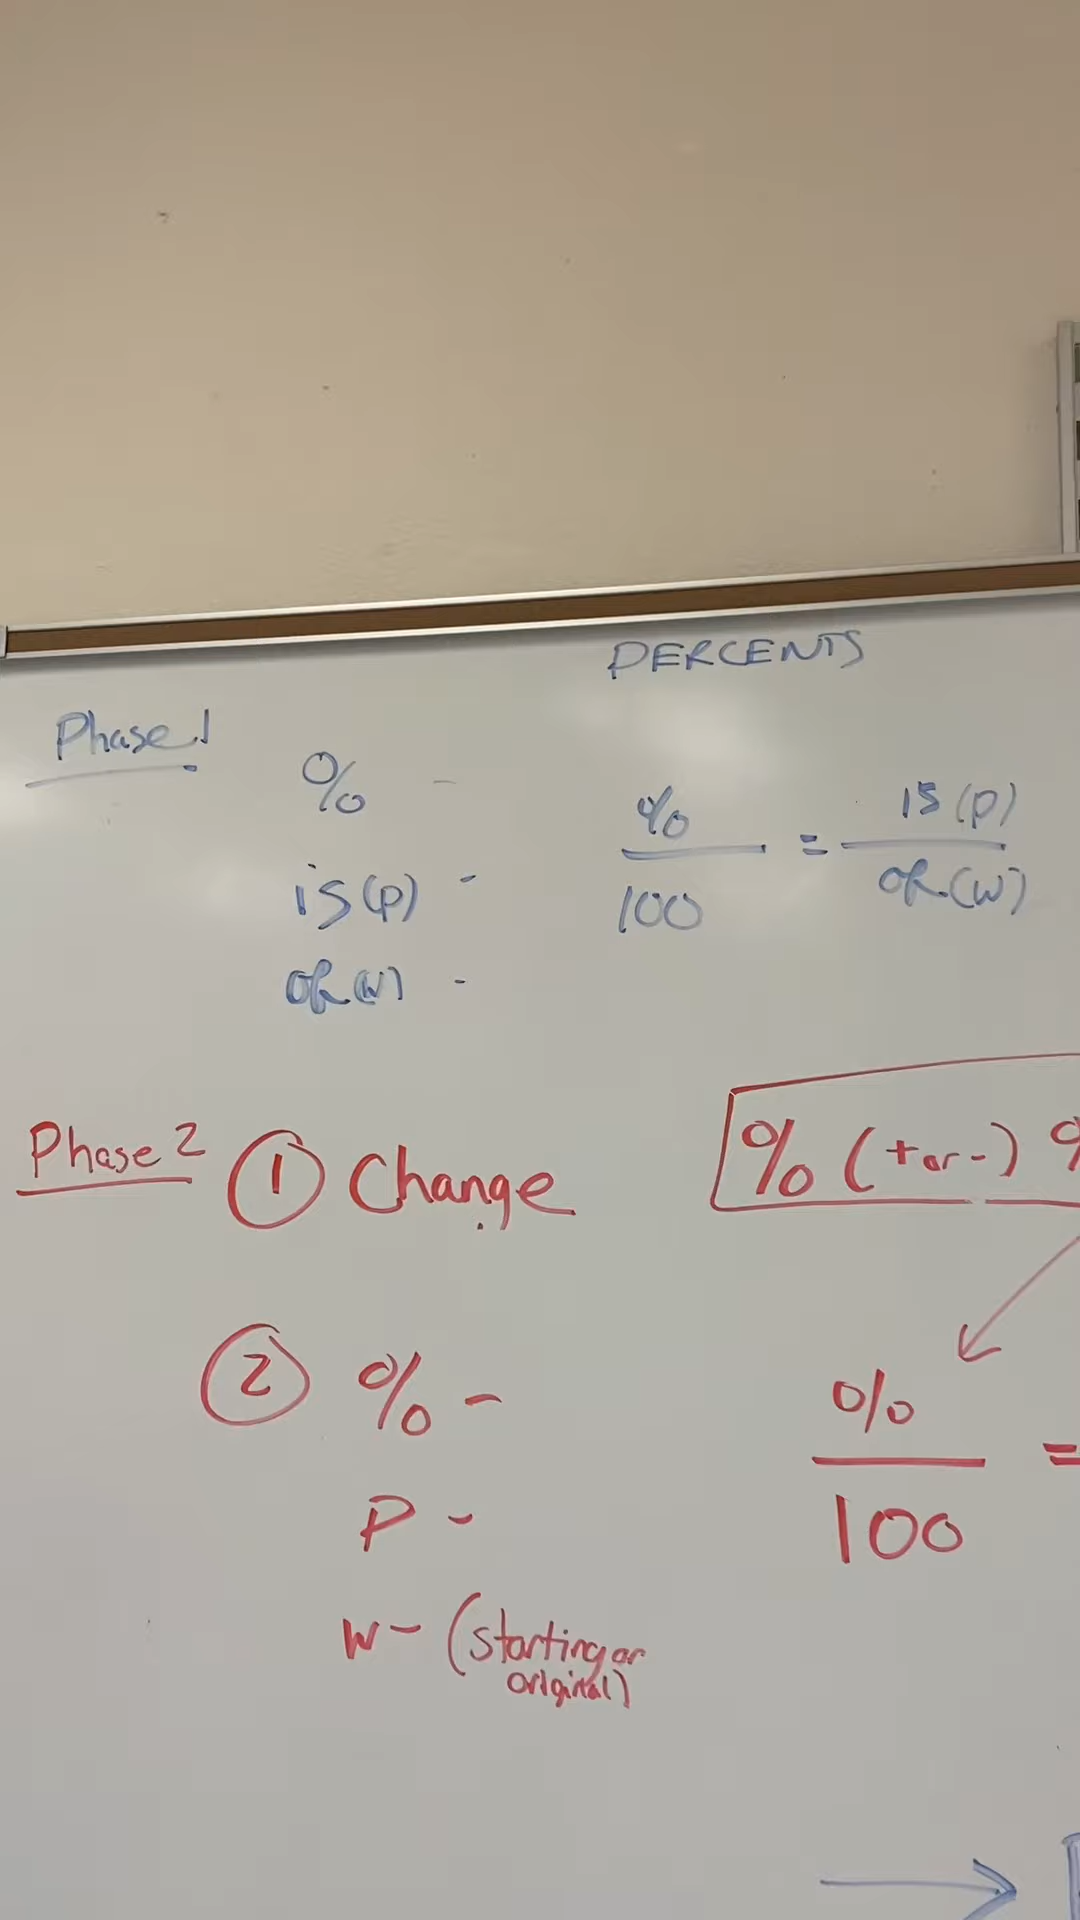 PERCENTS
Phase 1
% -
is (p) -
of (w) -
%/100 = is (p)/of (w)
Phase 2
① Change
% (+ or -) %
② % -
P -
W - (starting or
original)
%/100 =